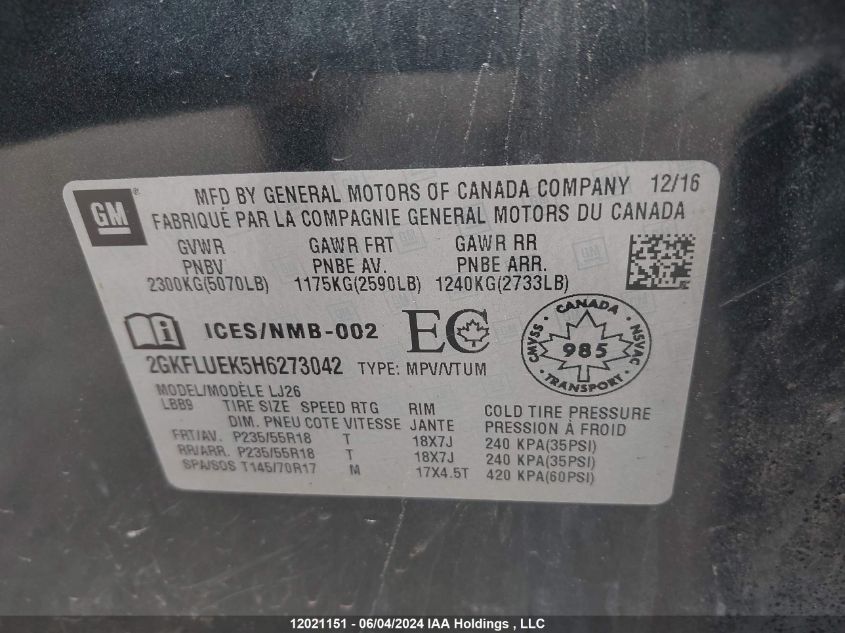 GM
MFD BY GENERAL MOTORS OF CANADA COMPANY 12/16
FABRIQUÉ PAR LA COMPAGNIE GENERAL MOTORS DU CANADA
GVWR GAWR FRT GAWR RR
PNBV PNBE AV. PNBE ARR.
2300KG(5070LB) 1175KG(2590LB) 1240KG(2733LB)
ICES/NMB-002 EC
CANADA
CMVSS NSVAC
985
TRANSPORT
2GKFLUEK5H6273042 TYPE: MPV/VTUM
MODEL/MODÈLE LJ26
LBB9 TIRE SIZE SPEED RTG RIM COLD TIRE PRESSURE
DIM. PNEU COTE VITESSE JANTE PRESSION À FROID
FRT/AV. P235/55R18 T 18X7J 240 KPA(35PSI)
RR/ARR. P235/55R18 T 18X7J 240 KPA(35PSI)
SPA/SOS T145/70R17 M 17X4.5T 420 KPA(60PSI)
12021151 - 06/04/2024 IAA Holdings , LLC